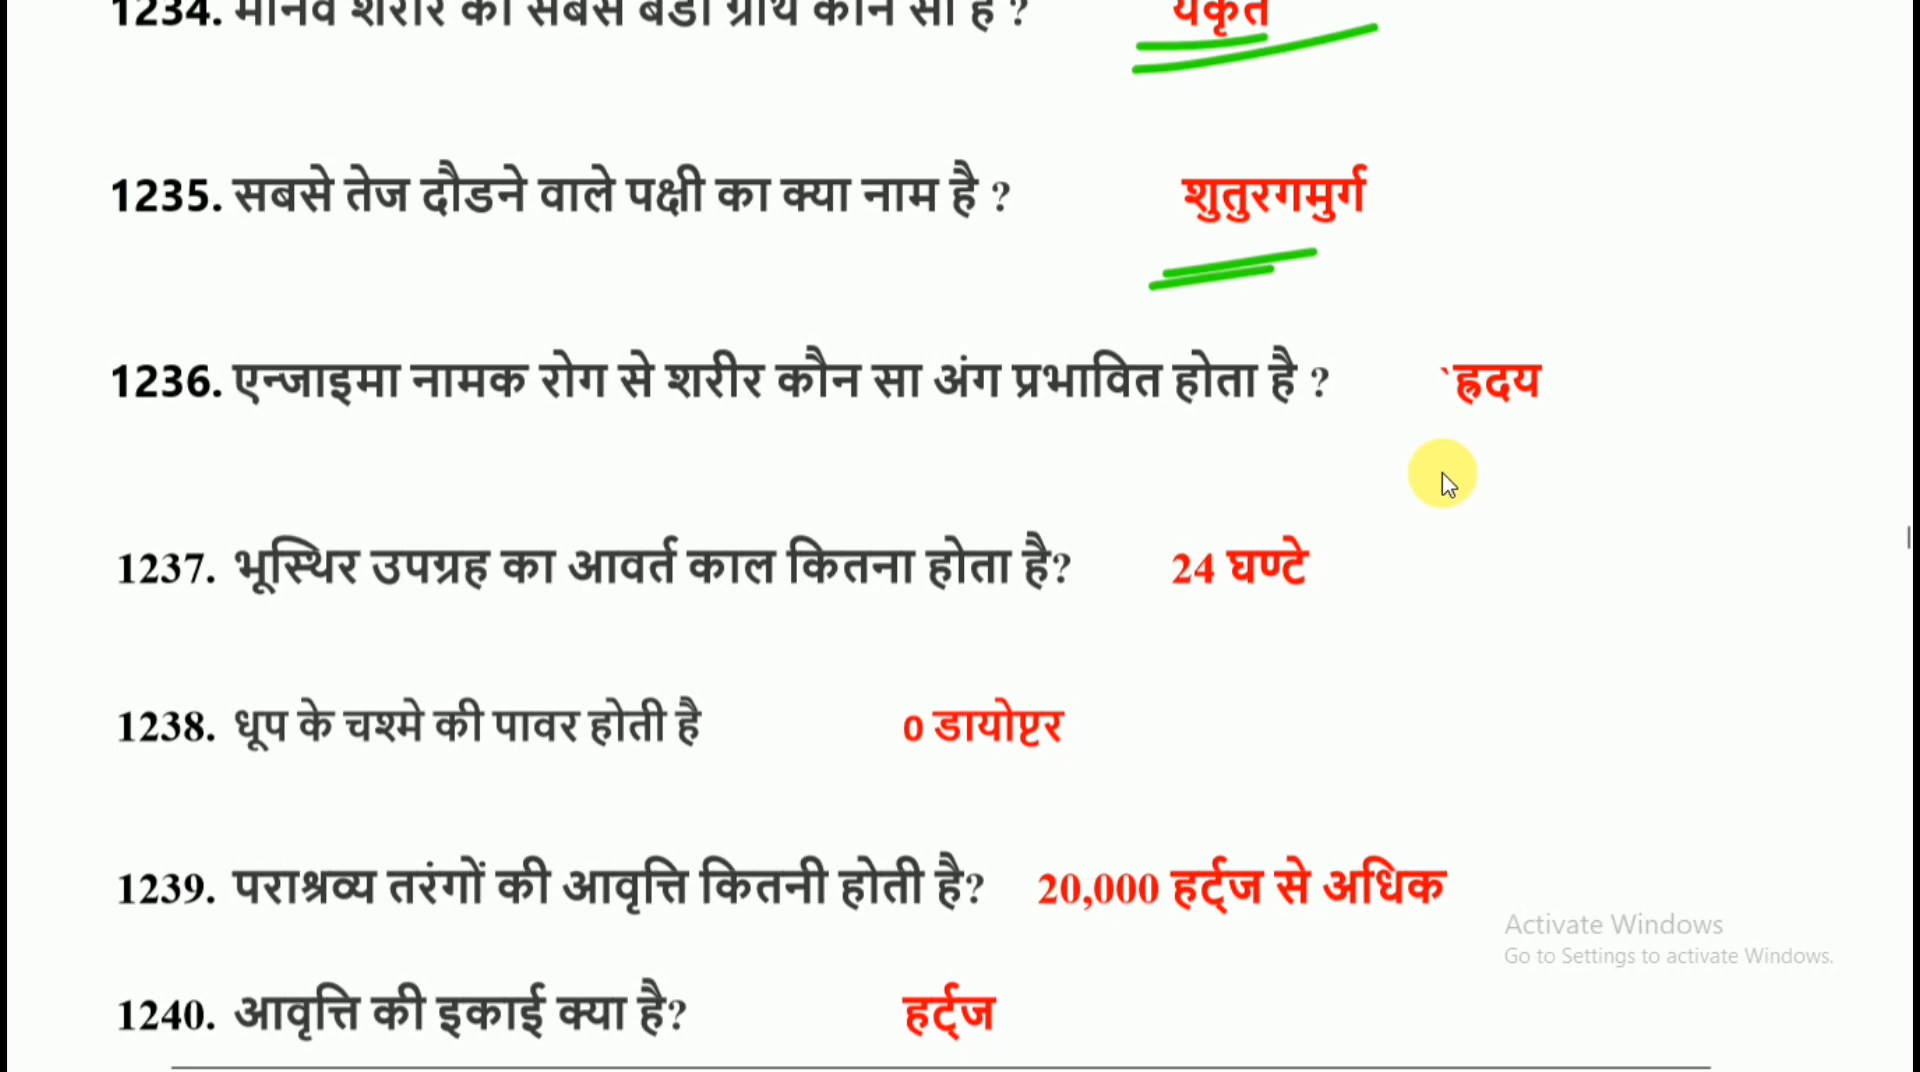 1234. मानव शरीर की सबसे बडी ग्रंथि कौन सी है ? यकृत
1235. सबसे तेज दौडने वाले पक्षी का क्या नाम है ? शुतुरगमुर्ग
1236. एन्जाइमा नामक रोग से शरीर कौन सा अंग प्रभावित होता है ? `ह्रदय
1237. भूस्थिर उपग्रह का आवर्त काल कितना होता है? 24 घण्टे
1238. धूप के चश्मे की पावर होती है 0 डायोप्टर
1239. पराश्रव्य तरंगों की आवृत्ति कितनी होती है? 20,000 हर्ट्ज से अधिक
Activate Windows
Go to Settings to activate Windows.
1240. आवृत्ति की इकाई क्या है? हर्ट्ज